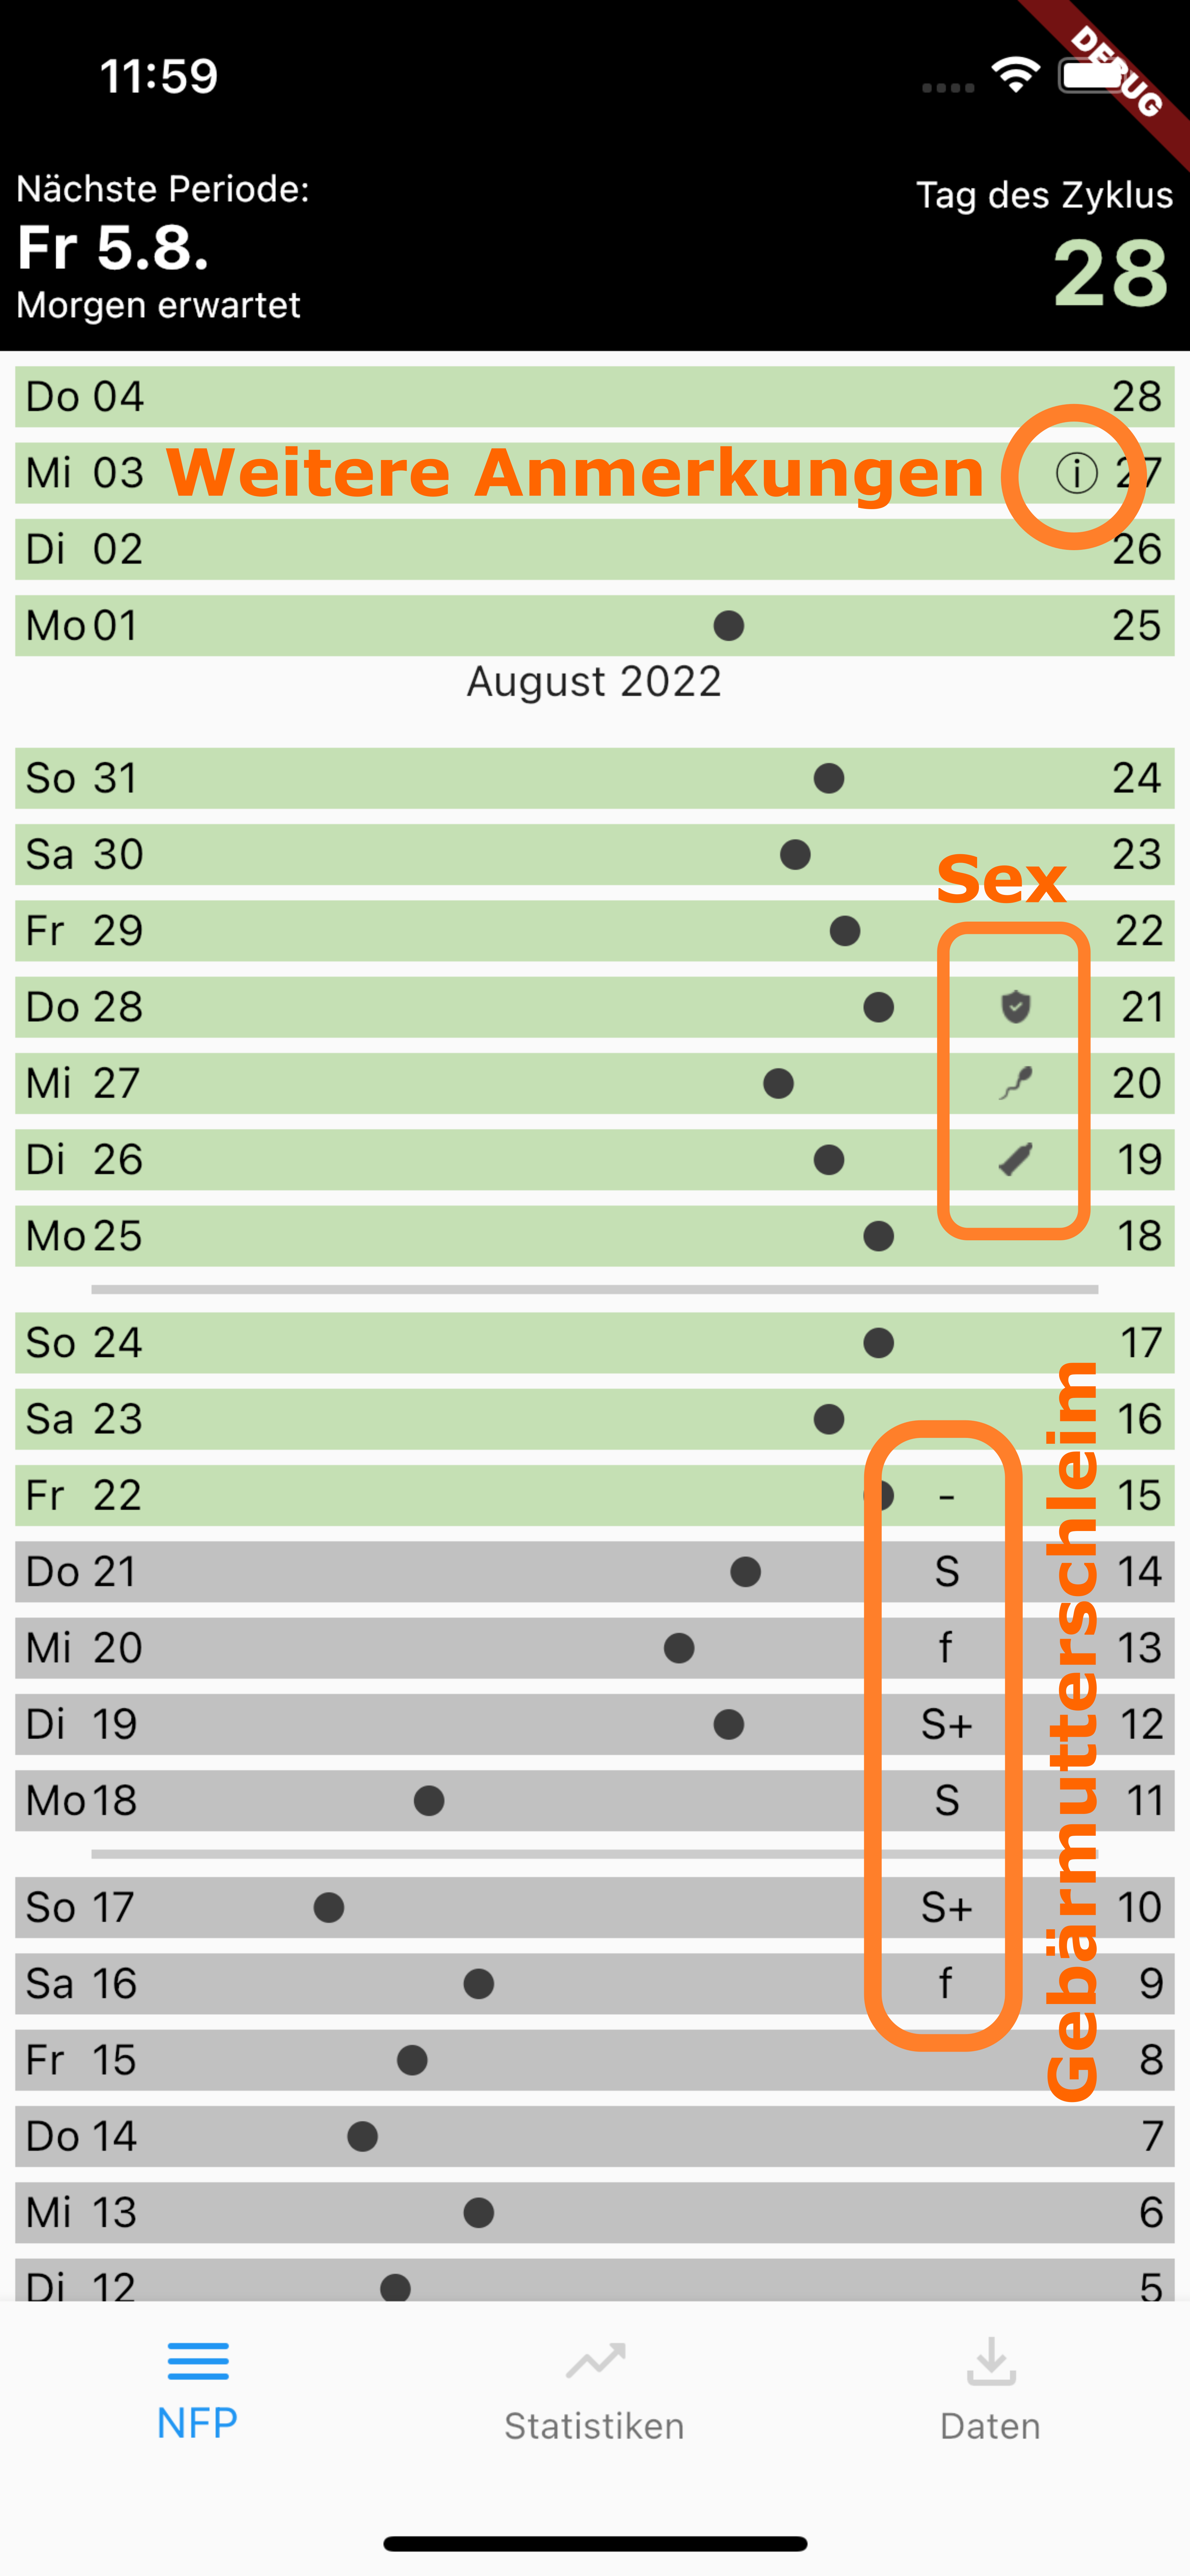 11:59
DEBUG
Nächste Periode:
Fr 5.8.
Morgen erwartet
Tag des Zyklus
28
Do 04 28
Mi 03 Weitere Anmerkungen i 27
Di 02 26
Mo 01 25
August 2022
So 31 24
Sa 30 23
Sex
Fr 29 22
Do 28 21
Mi 27 20
Di 26 19
Mo 25 18
So 24 17
Sa 23 16
Gebärmutterschleim
Fr 22 - 15
Do 21 S 14
Mi 20 f 13
Di 19 S+ 12
Mo 18 S 11
So 17 S+ 10
Sa 16 f 9
Fr 15 8
Do 14 7
Mi 13 6
Di 12 5
NFP
Statistiken
Daten